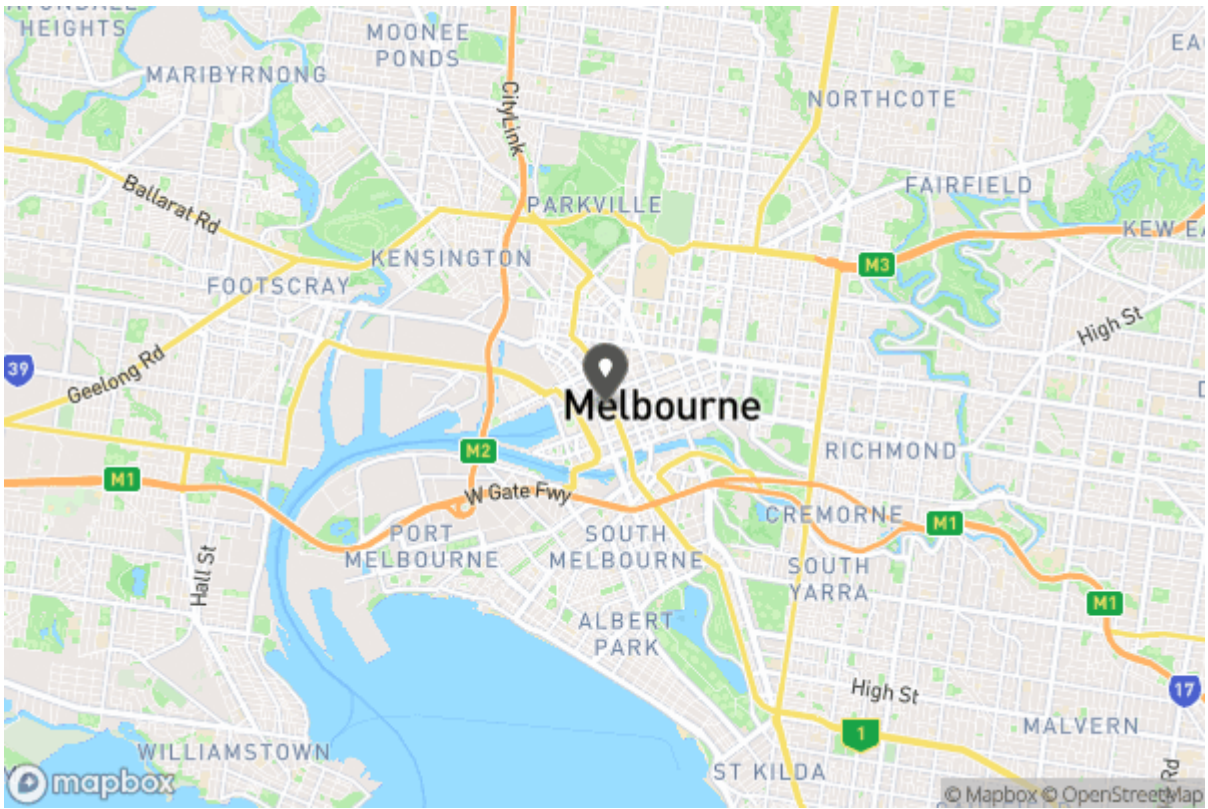 HEIGHTS
MOONEE
PONDS
MARIBYRNONG
NORTHCOTE
CityLink
Ballarat Rd
PARKVILLE
FAIRFIELD
KENSINGTON
KEW
M3
FOOTSCRAY
High St
39
Geelong Rd
Melbourne
M2
RICHMOND
M1
W Gate Fwy
CREMORNE
M1
PORT
MELBOURNE
SOUTH
MELBOURNE
SOUTH
YARRA
Hall St
M1
ALBERT
PARK
High St
17
1
MALVERN
WILLIAMSTOWN
ST KILDA
Rd
mapbox
© Mapbox © OpenStreetMap